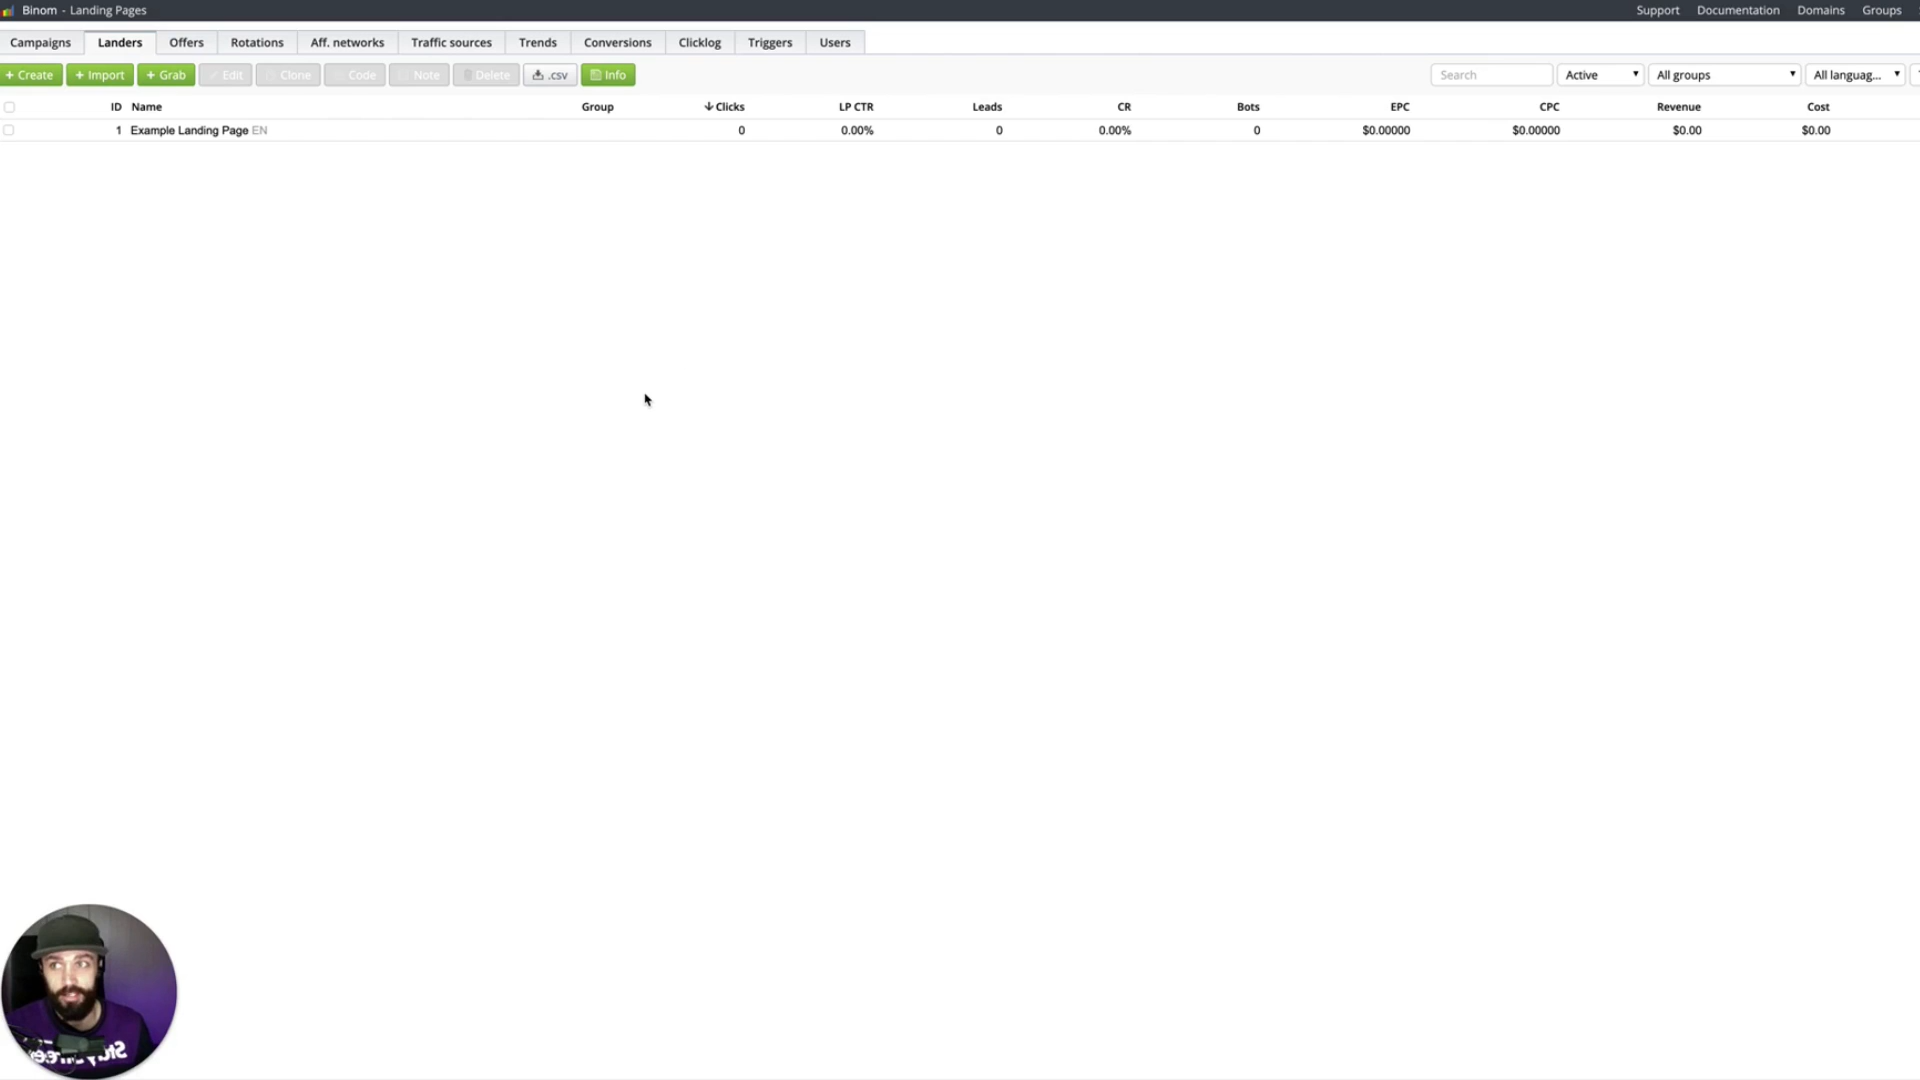 Binom - Landing Pages Support Documentation Domains Groups
Campaigns Landers Offers Rotations Aff. networks Traffic sources Trends Conversions Clicklog Triggers Users
+ Create + Import + Grab Edit Clone Code Note Delete .csv Info Search Active All groups All languag...
ID Name Group Clicks LP CTR Leads CR Bots EPC CPC Revenue Cost
1 Example Landing Page EN 0 0.00% 0 0.00% 0 $0.00000 $0.00000 $0.00 $0.00